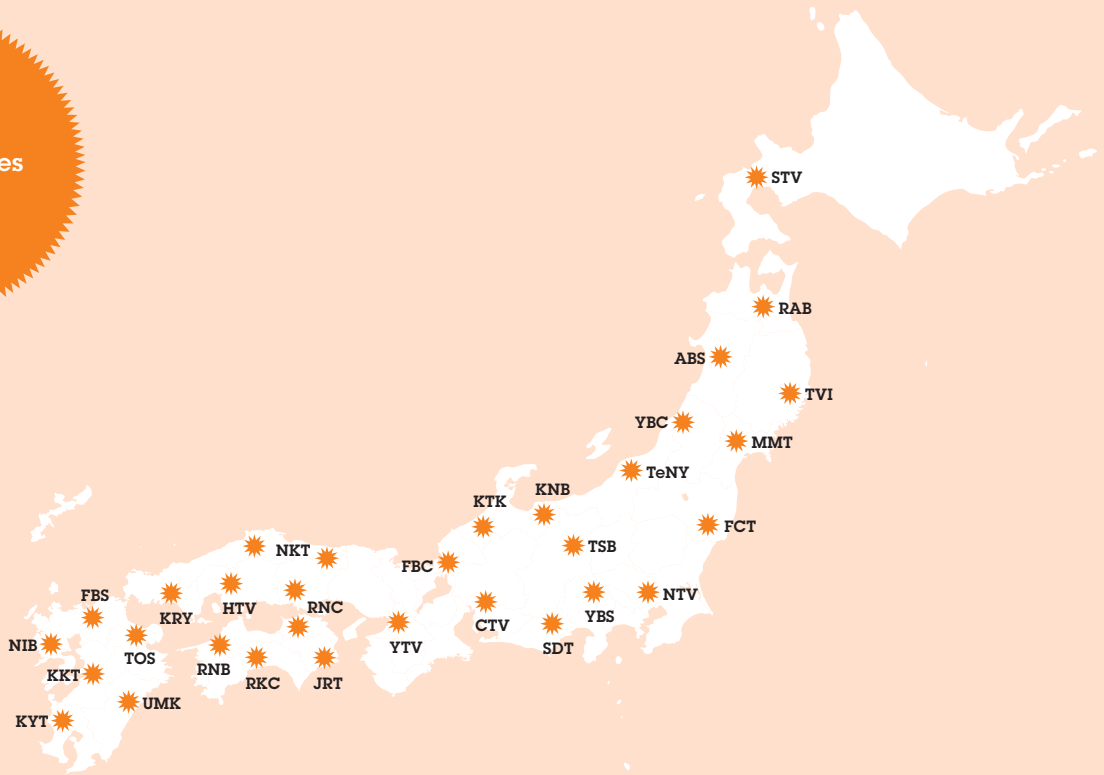 es
STV
RAB
ABS
TVI
YBC
MMT
TeNY
KNB
KTK
FCT
TSB
NKT
FBC
NTV
FBS
HTV
RNC
YBS
KRY
CTV
SDT
YTV
NIB
TOS
RNB
KKT
RKC
JRT
UMK
KYT